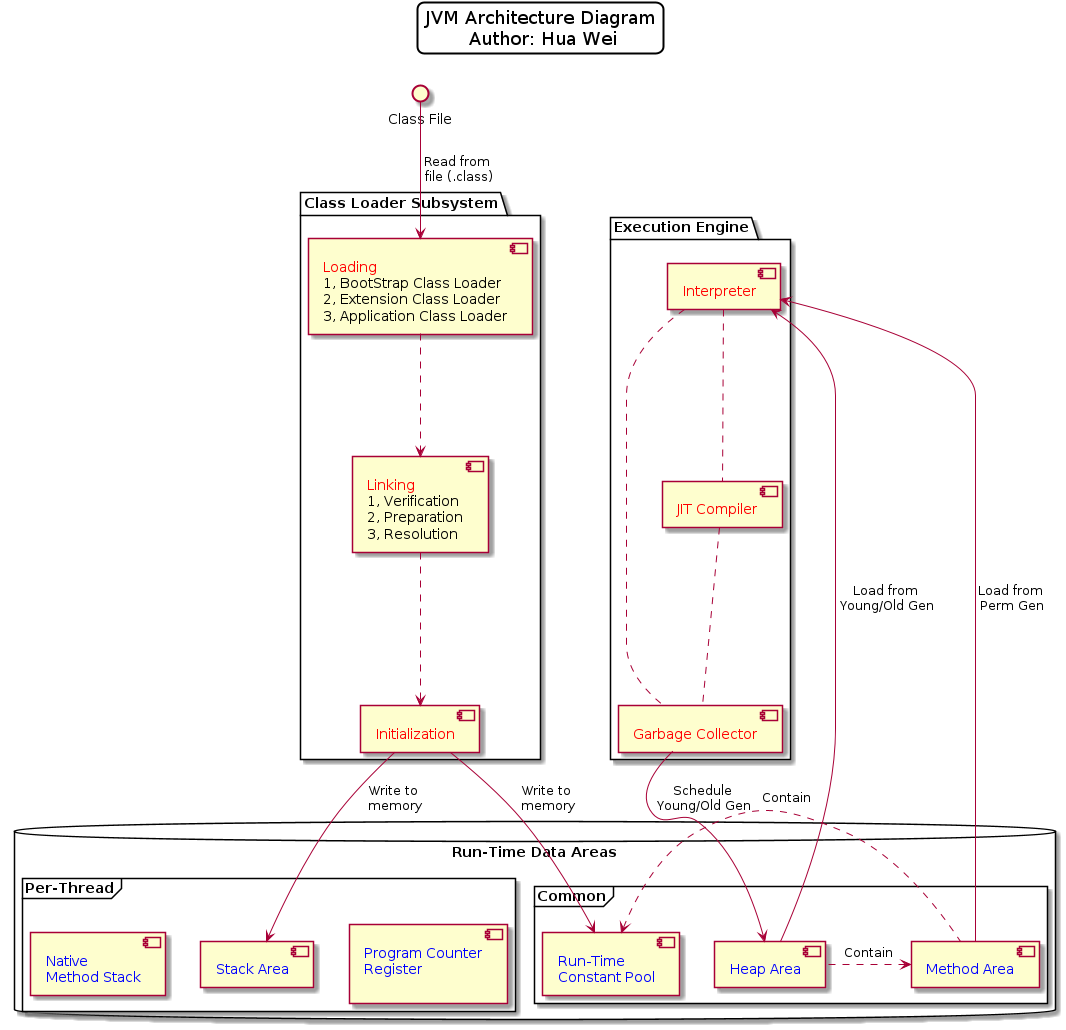 JVM Architecture Diagram
Author: Hua Wei
Class File
Read from
file (.class)
Class Loader Subsystem
Loading
1, BootStrap Class Loader
2, Extension Class Loader
3, Application Class Loader
Linking
1, Verification
2, Preparation
3, Resolution
Initialization
Execution Engine
Interpreter
JIT Compiler
Garbage Collector
Load from
Young/Old Gen
Load from
Perm Gen
Write to
memory
Write to
memory
Schedule
Young/Old Gen
Contain
Run-Time Data Areas
Per-Thread
Native
Method Stack
Stack Area
Program Counter
Register
Common
Run-Time
Constant Pool
Heap Area
Contain
Method Area